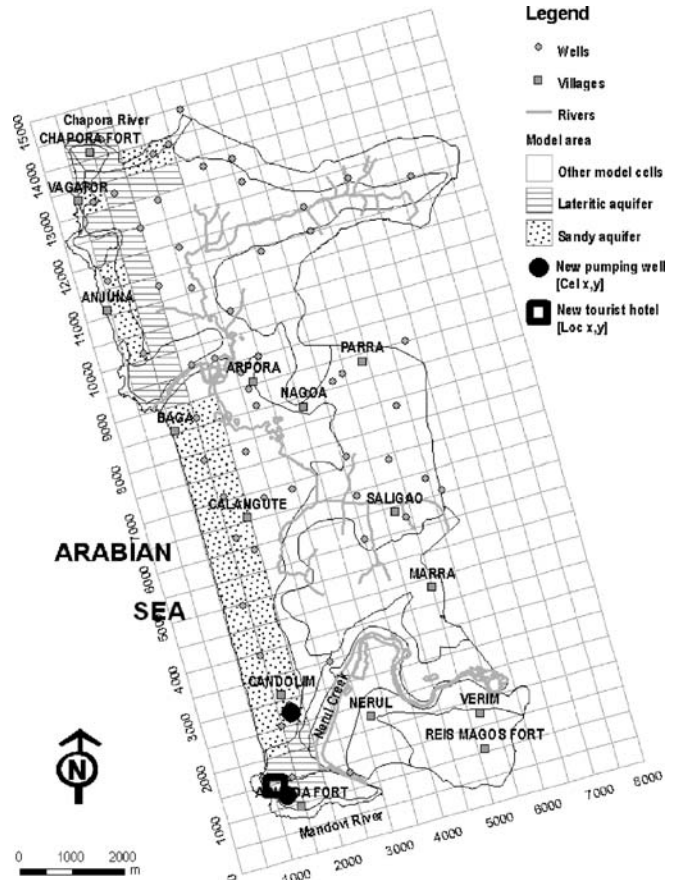 Legend
Wells
Villages
Rivers
Model area
Other model cells
Lateritic aquifer
Sandy aquifer
New pumping well
[Cel x,y]
New tourist hotel
[Loc x,y]
Chapora River
CHAPORA FORT
VAGATOR
ANJUNA
ARPORA
PARRA
NAGOA
BAGA
CALANGUTE
SALIGAO
ARABIAN
SEA
MARRA
CANDOLIM
Nerul Creek
NERUL
VERIM
REIS MAGOS FORT
FORT
Mandovi River
15000
14000
13000
12000
11000
10000
9000
8000
7000
6000
5000
4000
3000
2000
1000
0
1000
2000
3000
4000
5000
6000
7000
8000
N
0 1000 2000
m